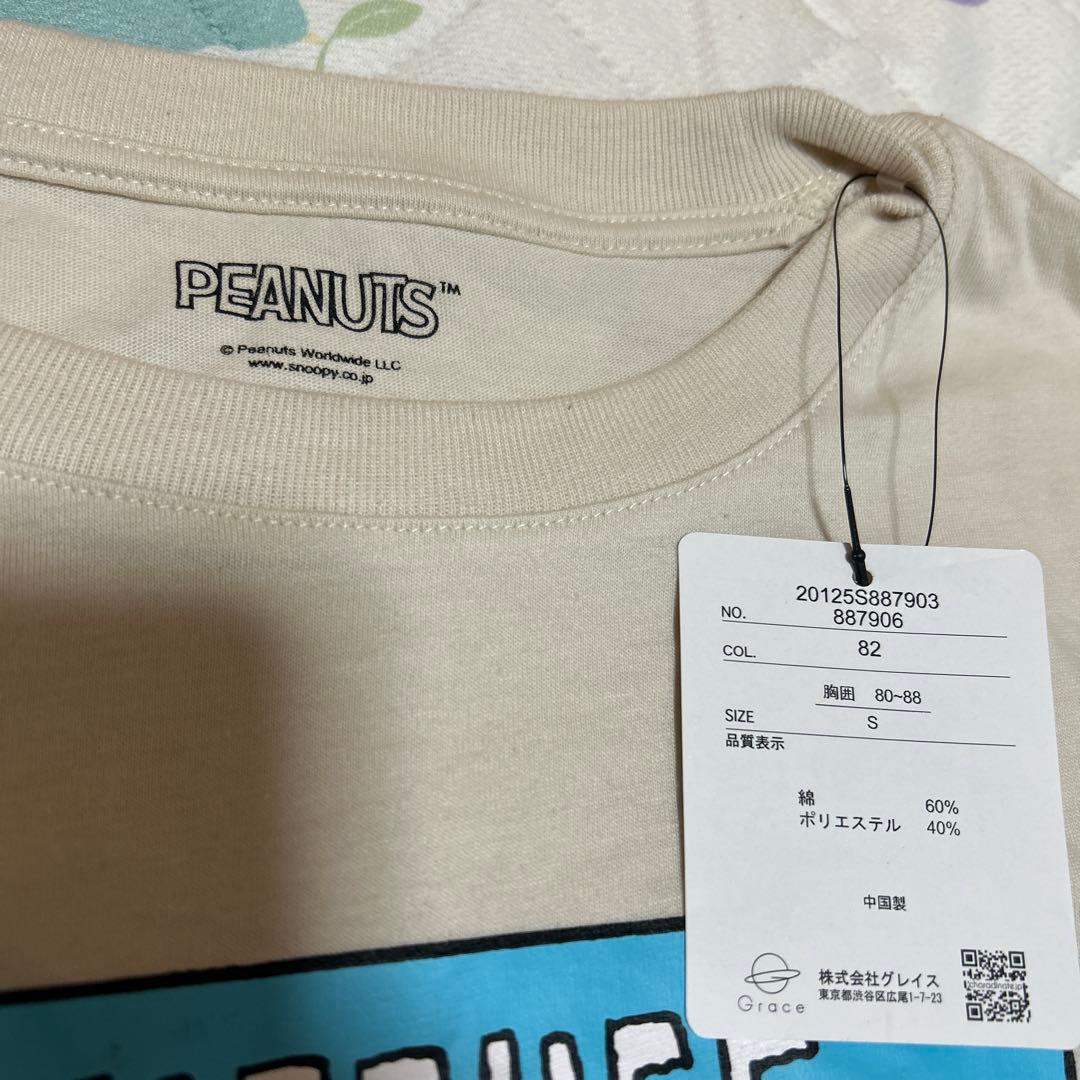 PEANUTS™
© Peanuts Worldwide LLC
www.snoopy.co.jp
20125S887903
NO. 887906
COL. 82
胸囲 80~88
SIZE S
品質表示
綿 60%
ポリエステル 40%
中国製
Grace
株式会社グレイス
東京都渋谷区広尾1-7-23
charadinate.jp